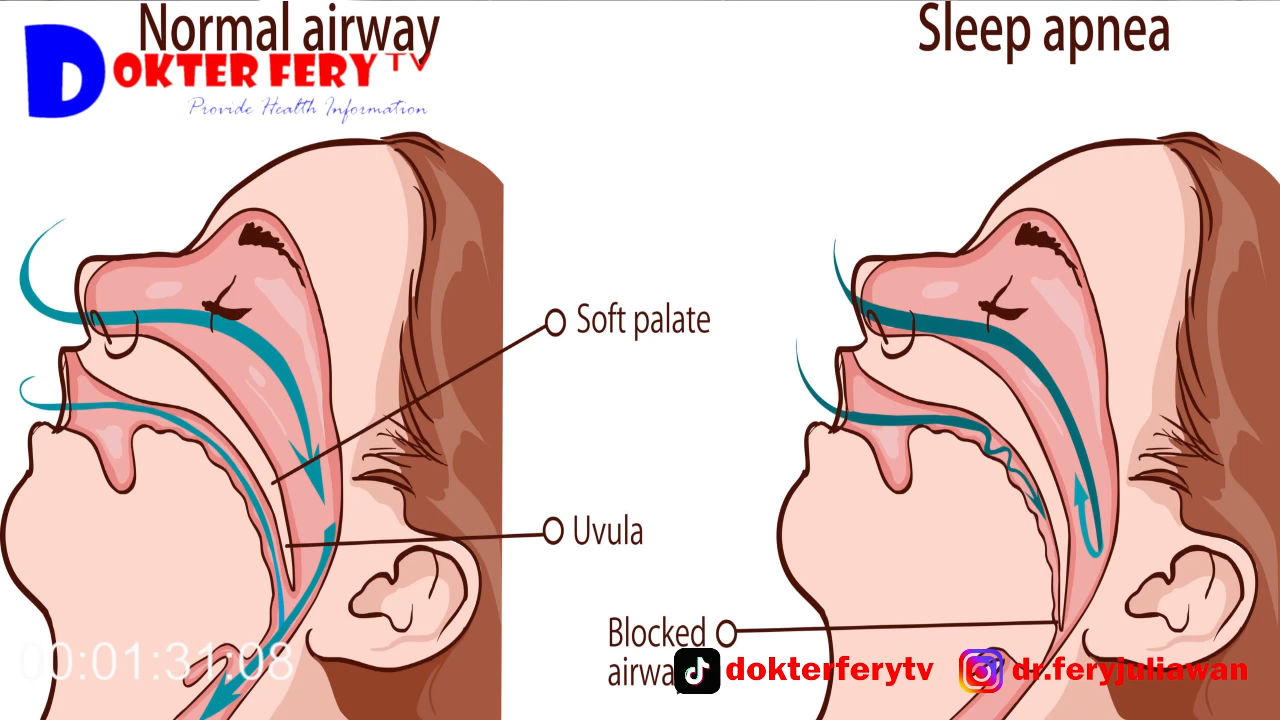 Normal airway
Sleep apnea
DOKTER FERY TV
Provide Health Information
Soft palate
Uvula
Blocked
00:01:31:08
dokterferytv
dr.feryjuliawan